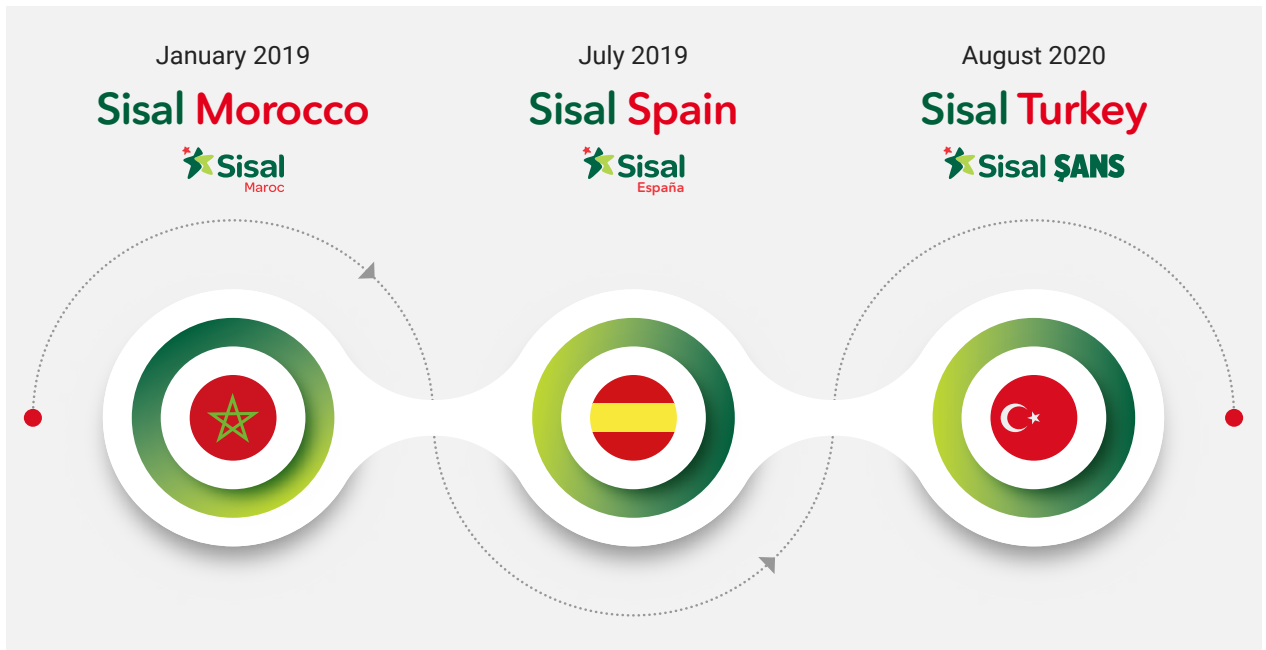 January 2019
Sisal Morocco
Sisal
Maroc
July 2019
Sisal Spain
Sisal
España
August 2020
Sisal Turkey
Sisal ŞANS